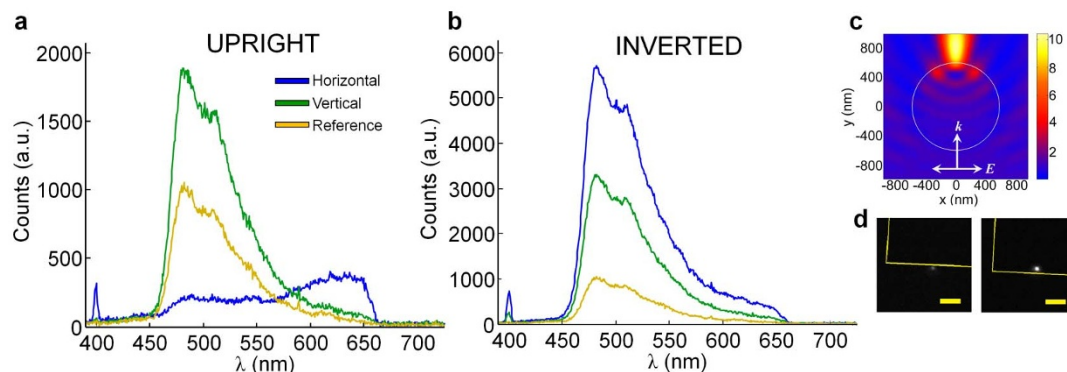 a
UPRIGHT
Horizontal
Vertical
Reference
Counts (a.u.)
2000
1500
1000
500
0
400 450 500 550 600 650 700
λ (nm)
b
INVERTED
Counts (a.u.)
6000
5000
4000
3000
2000
1000
0
400 450 500 550 600 650 700
λ (nm)
c
y (nm)
800
400
0
-400
-800
k
E
-800 -400 0 400 800
x (nm)
10
8
6
4
2
d